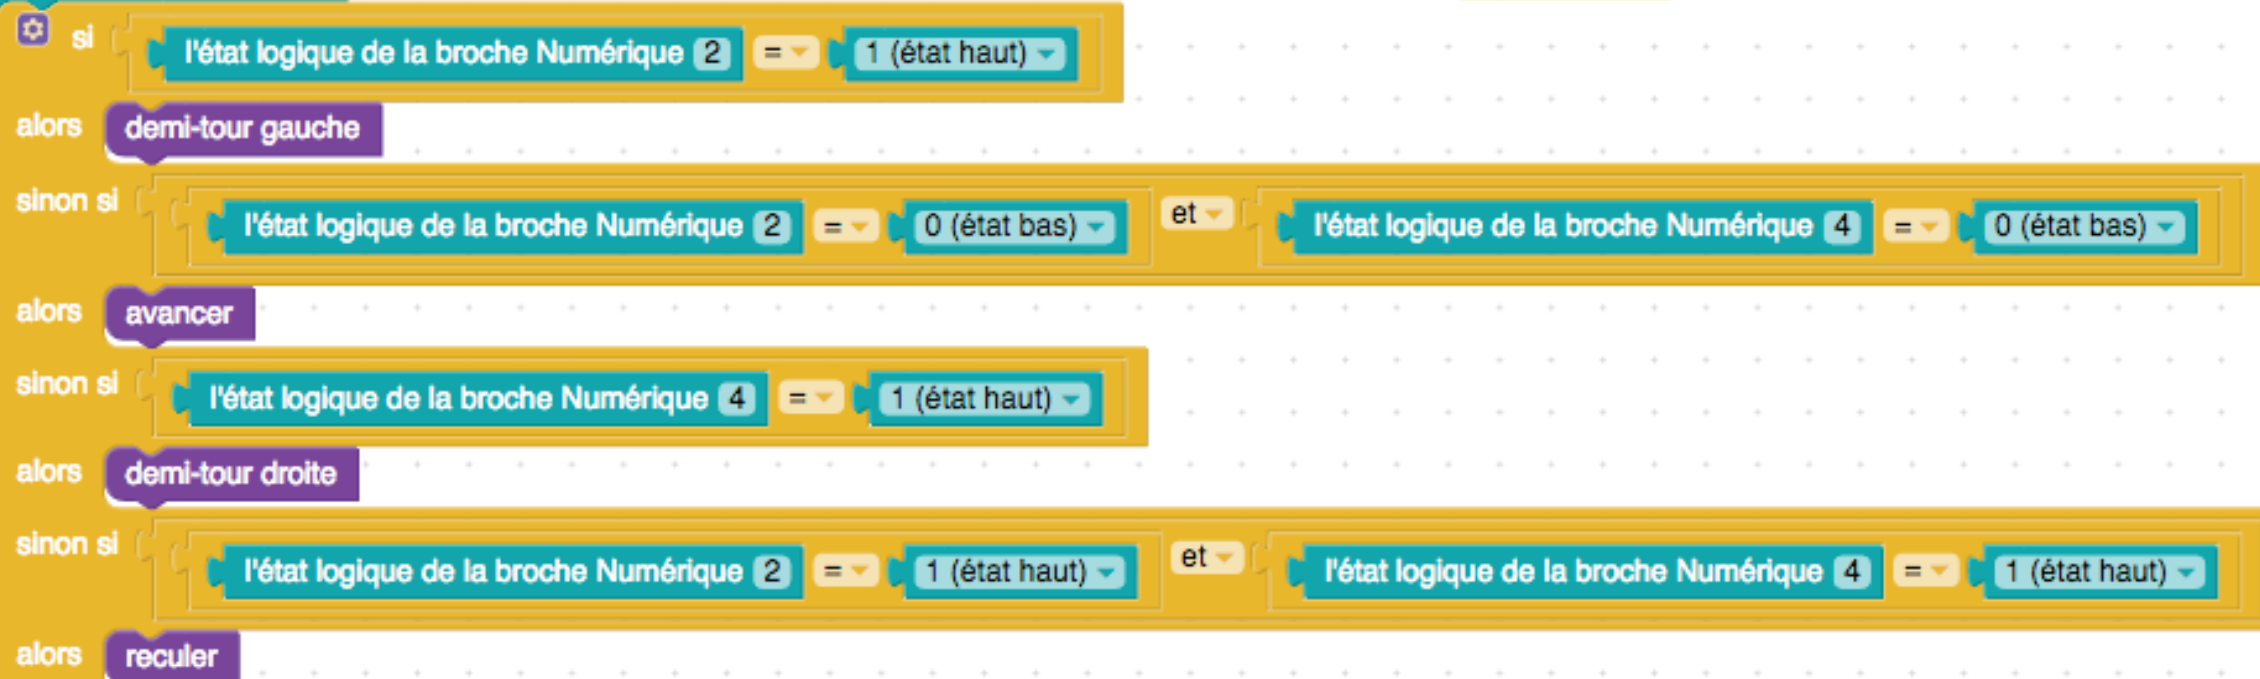 si l'état logique de la broche Numérique 2 = 1 (état haut)
alors demi-tour gauche
sinon si l'état logique de la broche Numérique 2 = 0 (état bas) et l'état logique de la broche Numérique 4 = 0 (état bas)
alors avancer
sinon si l'état logique de la broche Numérique 4 = 1 (état haut)
alors demi-tour droite
sinon si l'état logique de la broche Numérique 2 = 1 (état haut) et l'état logique de la broche Numérique 4 = 1 (état haut)
alors reculer